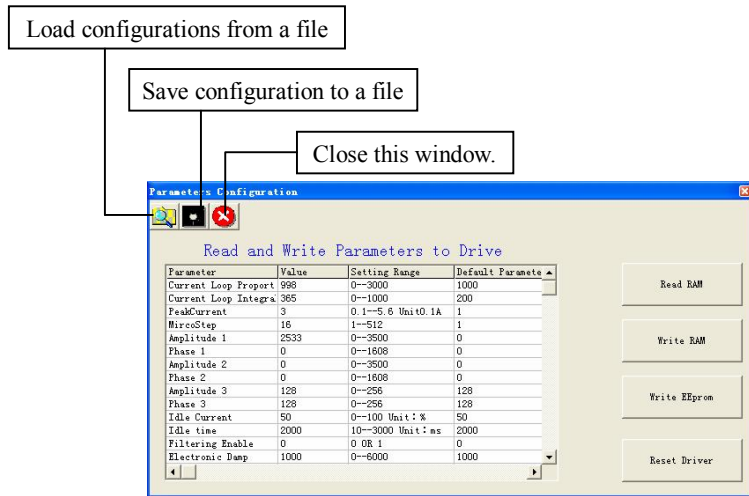 Load configurations from a file
Save configuration to a file
Close this window.
Parameters Configuration
Read and Write Parameters to Drive
Parameter Value Setting Range Default Paramete
Current Loop Proport 998 0--3000 1000
Current Loop Integra 365 0--1000 200
PeakCurrent 3 0.1--5.6 Unit0.1A 1
MircoStep 16 1--512 1
Amplitude 1 2533 0--3500 0
Phase 1 0 0--1608 0
Amplitude 2 0 0--3500 0
Phase 2 0 0--1608 0
Amplitude 3 128 0--256 128
Phase 3 128 0--256 128
Idle Current 50 0--100 Unit：% 50
Idle time 2000 10--3000 Unit：ms 2000
Filtering Enable 0 0 OR 1 0
Electronic Damp 1000 0--6000 1000
Read RAM
Write RAM
Write EEprom
Reset Driver